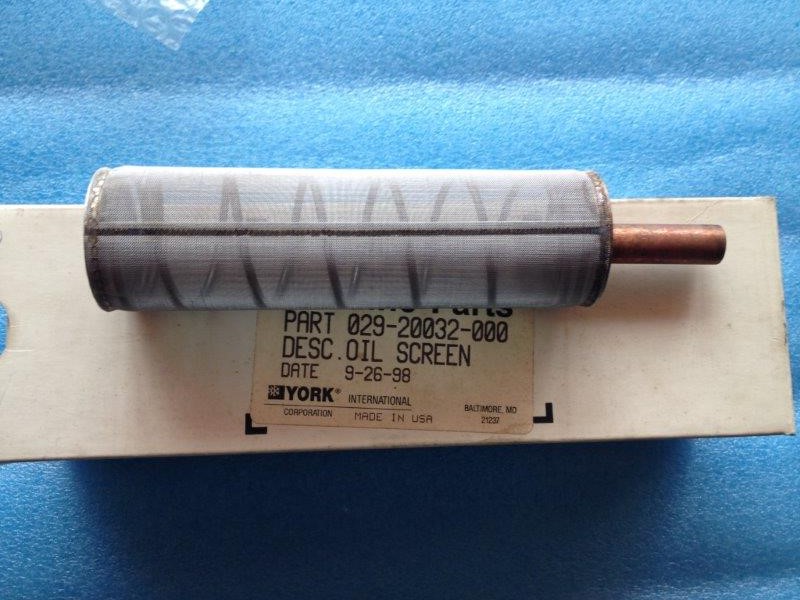 Parts
PART 029-20032-000
DESC. OIL SCREEN
DATE 9-26-98
YORK® INTERNATIONAL
CORPORATION MADE IN USA
BALTIMORE, MD
21237